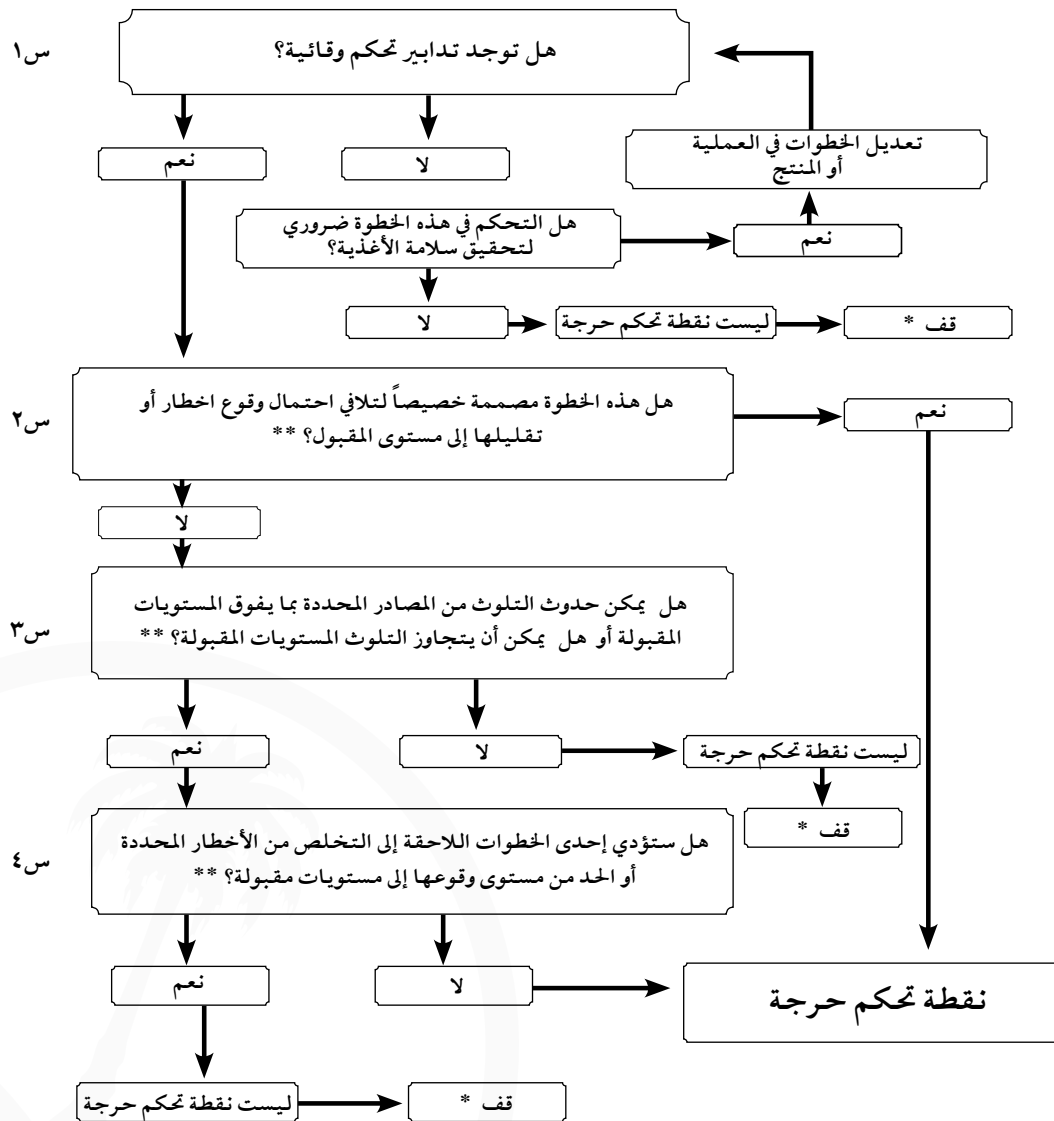 س١
هل توجد تدابير تحكم وقائية؟
نعم
لا
تعديل الخطوات في العملية
أو المنتج
هل التحكم في هذه الخطوة ضروري
لتحقيق سلامة الأغذية؟
نعم
لا
ليست نقطة تحكم حرجة
قف *
س٢
هل هذه الخطوة مصممة خصيصاً لتلافي احتمال وقوع اخطار أو
تقليلها إلى مستوى المقبول؟ **
نعم
لا
س٣
هل يمكن حدوث التلوث من المصادر المحددة بما يفوق المستويات
المقبولة أو هل يمكن أن يتجاوز التلوث المستويات المقبولة؟ **
نعم
لا
ليست نقطة تحكم حرجة
قف *
س٤
هل ستؤدي إحدى الخطوات اللاحقة إلى التخلص من الأخطار المحددة
أو الحد من مستوى وقوعها إلى مستويات مقبولة؟ **
نعم
لا
نقطة تحكم حرجة
ليست نقطة تحكم حرجة
قف *